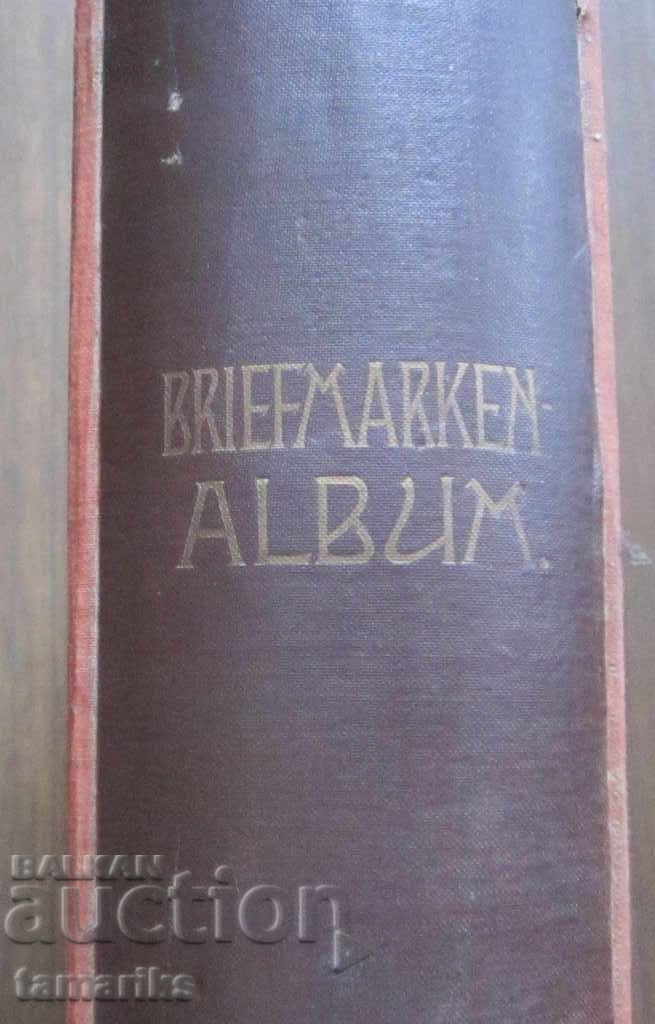 BRIEFMARKEN-
ALBUM.
BALKAN
auction
tamariks